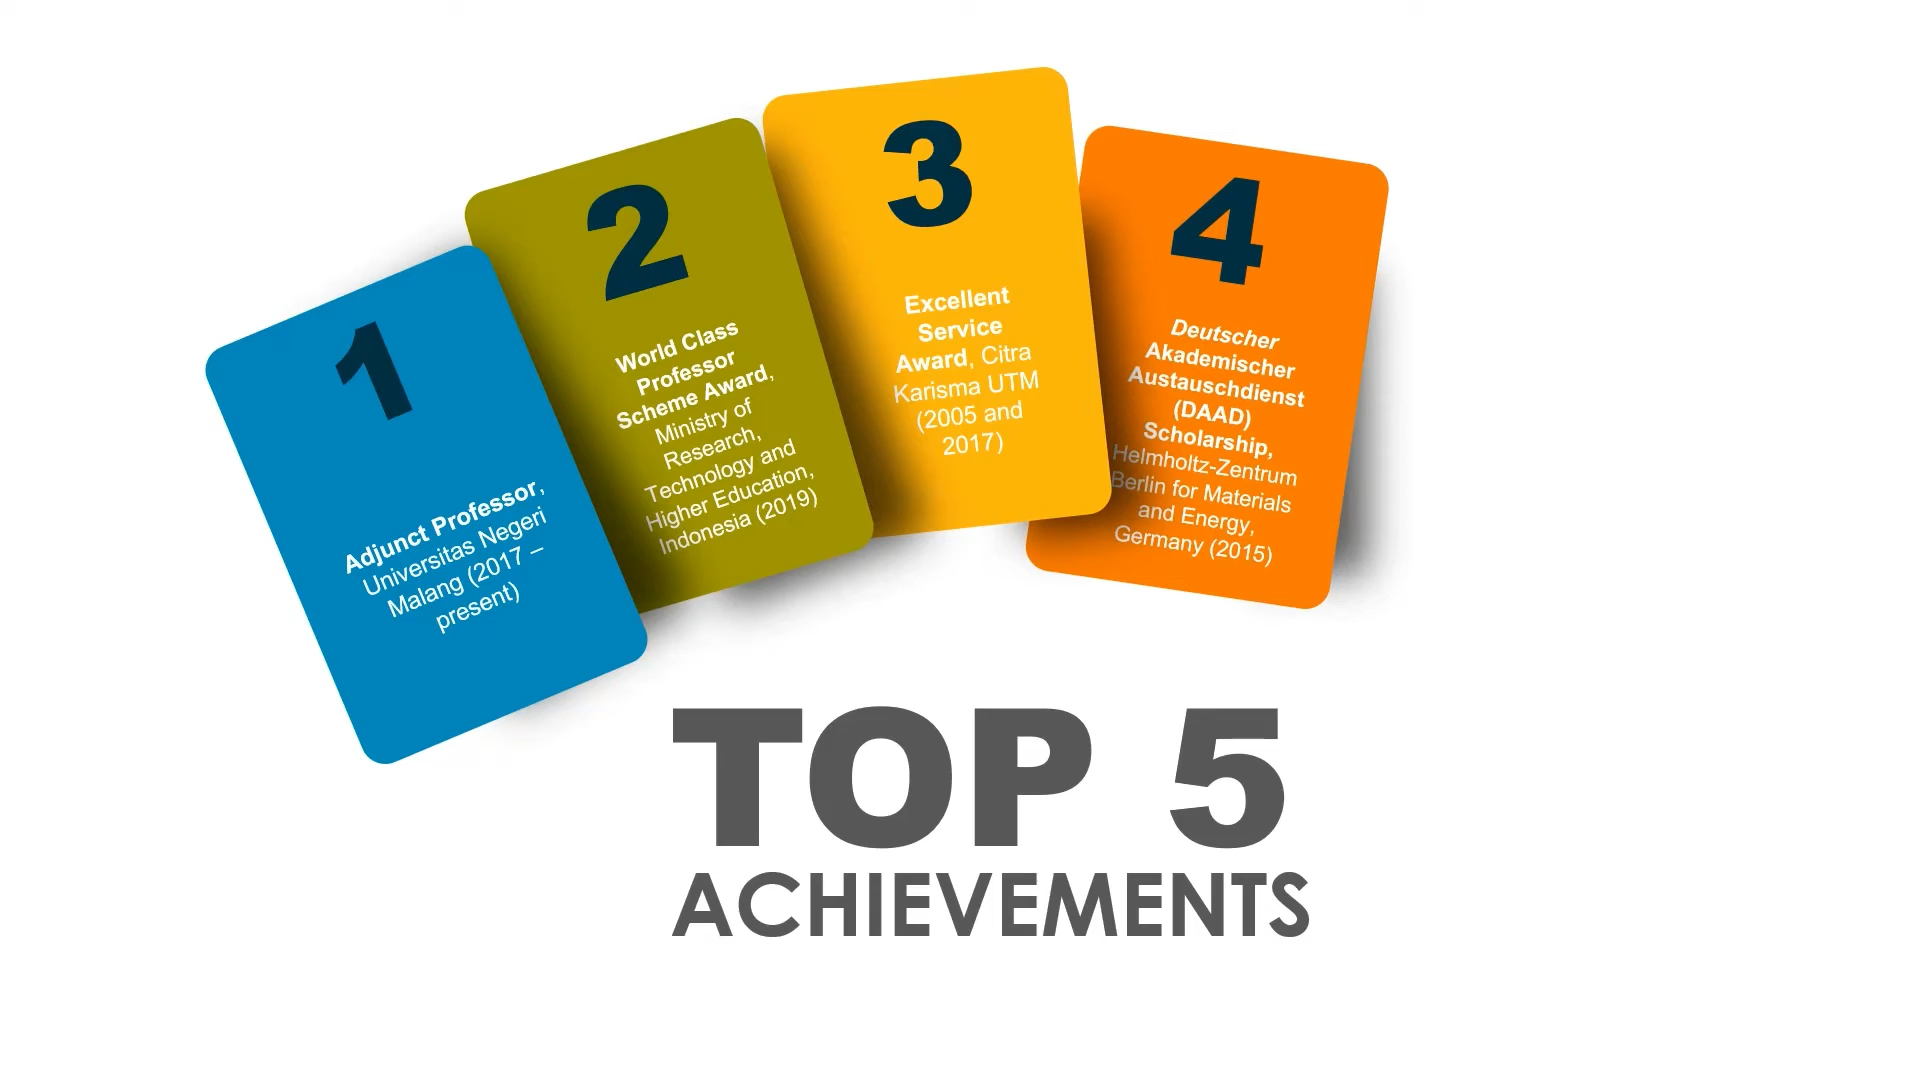 1
Adjunct Professor,
Universitas Negeri
Malang (2017 –
present)
2
World Class
Professor
Scheme Award,
Ministry of
Research,
Technology and
Higher Education,
Indonesia (2019)
3
Excellent
Service
Award, Citra
Karisma UTM
(2005 and
2017)
4
Deutscher
Akademischer
Austauschdienst
(DAAD)
Scholarship,
Helmholtz-Zentrum
Berlin for Materials
and Energy,
Germany (2015)
TOP 5
ACHIEVEMENTS